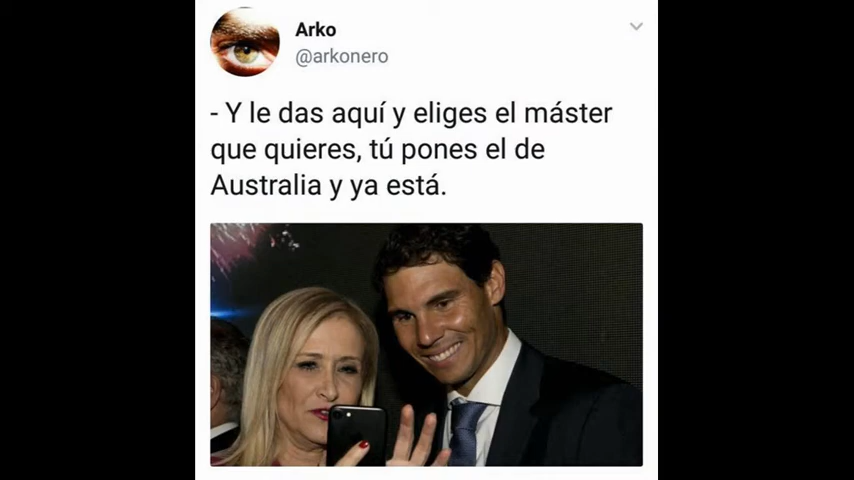 Arko
@arkonero
- Y le das aquí y eliges el máster
que quieres, tú pones el de
Australia y ya está.